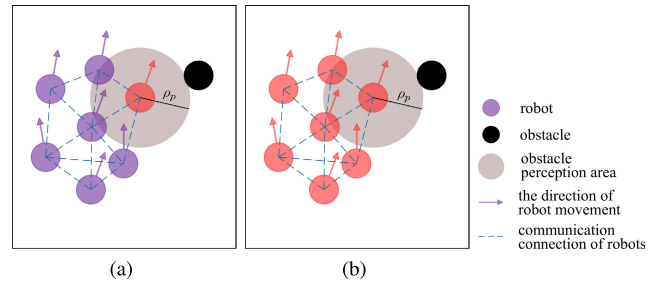 ρp
ρp
robot
obstacle
obstacle
perception area
the direction of
robot movement
communication
connection of robots
(a)
(b)